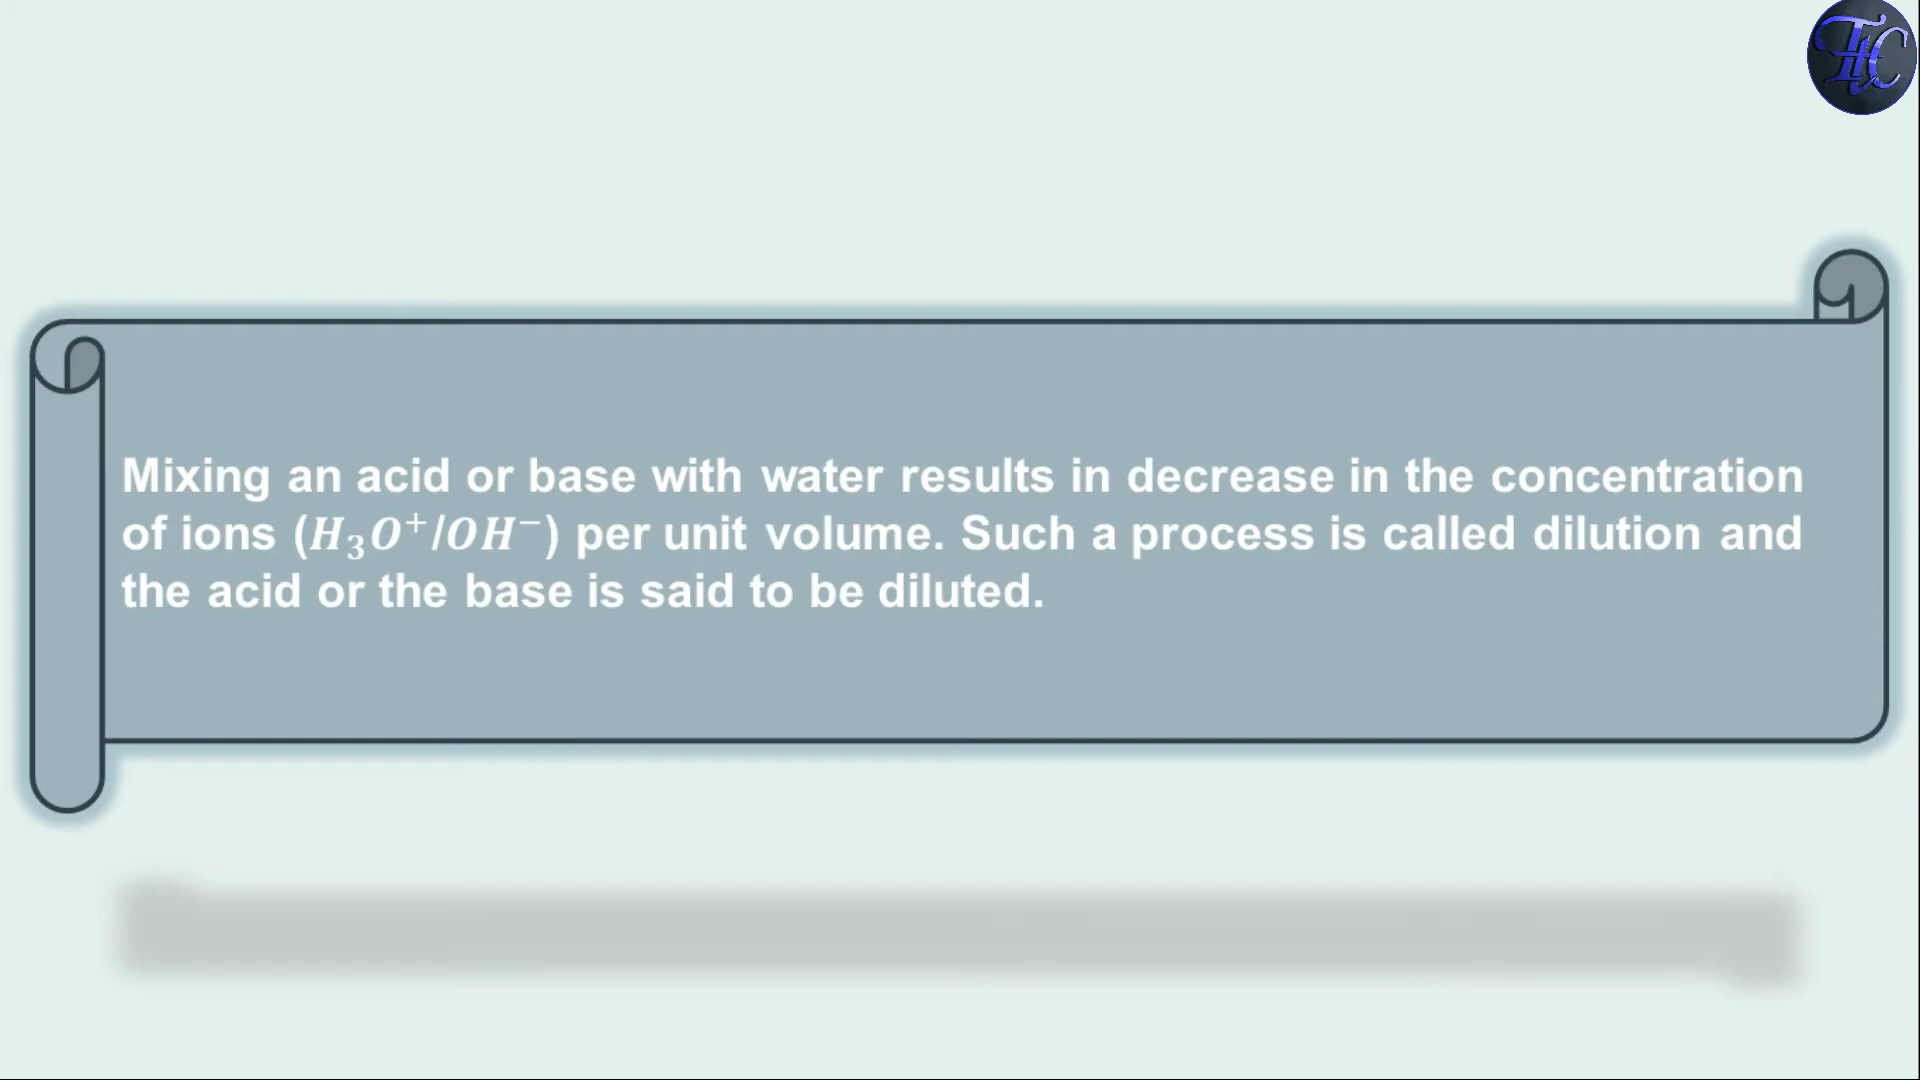 THC
Mixing an acid or base with water results in decrease in the concentration
of ions (H₃O⁺/OH⁻) per unit volume. Such a process is called dilution and
the acid or the base is said to be diluted.